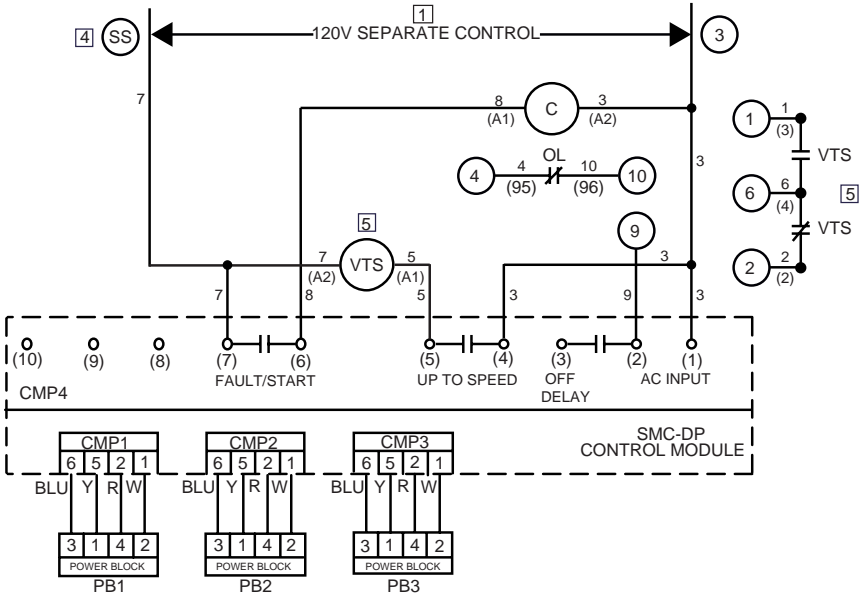 1
4 SS 120V SEPARATE CONTROL 3
7 8 C 3 1 1
(A1) (A2) (3)
OL VTS
4 4 10 10 3
(95) (96) 6 6 5
(4)
5 9 VTS
7 VTS 5 3 2 2
(A2) (A1) (2)
7 8 5 3 9 3
(10) (9) (8) (7) (6) (5) (4) (3) (2) (1)
FAULT/START UP TO SPEED OFF AC INPUT
CMP4 DELAY
SMC-DP
CONTROL MODULE
CMP1 CMP2 CMP3
6 5 2 1 6 5 2 1 6 5 2 1
BLU Y R W BLU Y R W BLU Y R W
3 1 4 2 3 1 4 2 3 1 4 2
POWER BLOCK POWER BLOCK POWER BLOCK
PB1 PB2 PB3